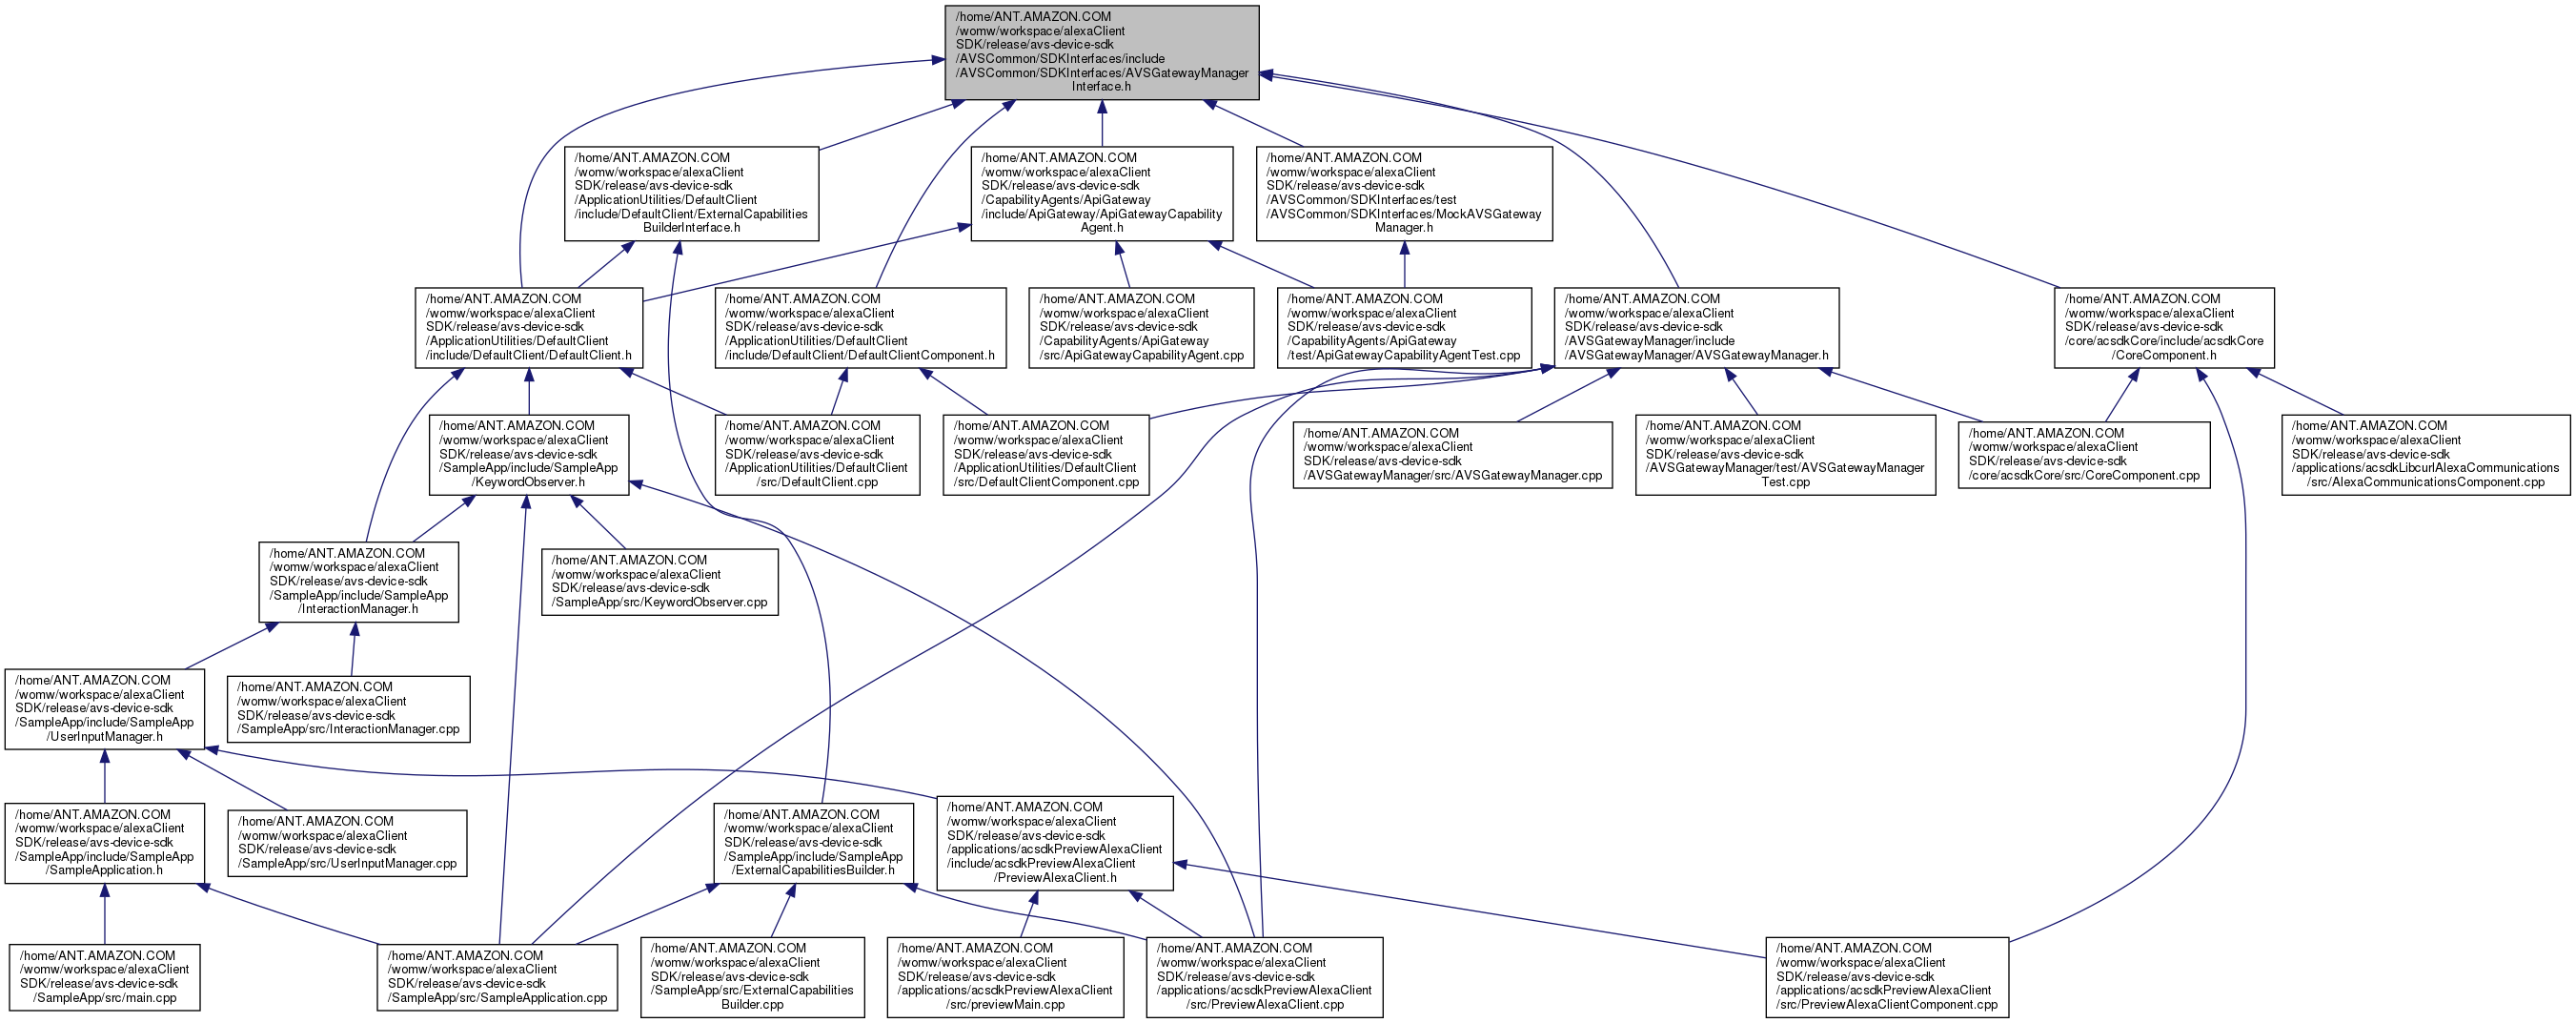 /home/ANT.AMAZON.COM
/womw/workspace/alexaClient
SDK/release/avs-device-sdk
/AVSCommon/SDKInterfaces/include
/AVSCommon/SDKInterfaces/AVSGatewayManager
Interface.h
/home/ANT.AMAZON.COM
/womw/workspace/alexaClient
SDK/release/avs-device-sdk
/ApplicationUtilities/DefaultClient
/include/DefaultClient/ExternalCapabilities
BuilderInterface.h
/home/ANT.AMAZON.COM
/womw/workspace/alexaClient
SDK/release/avs-device-sdk
/CapabilityAgents/ApiGateway
/include/ApiGateway/ApiGatewayCapability
Agent.h
/home/ANT.AMAZON.COM
/womw/workspace/alexaClient
SDK/release/avs-device-sdk
/AVSCommon/SDKInterfaces/test
/AVSCommon/SDKInterfaces/MockAVSGateway
Manager.h
/home/ANT.AMAZON.COM
/womw/workspace/alexaClient
SDK/release/avs-device-sdk
/ApplicationUtilities/DefaultClient
/include/DefaultClient/DefaultClient.h
/home/ANT.AMAZON.COM
/womw/workspace/alexaClient
SDK/release/avs-device-sdk
/ApplicationUtilities/DefaultClient
/include/DefaultClient/DefaultClientComponent.h
/home/ANT.AMAZON.COM
/womw/workspace/alexaClient
SDK/release/avs-device-sdk
/CapabilityAgents/ApiGateway
/src/ApiGatewayCapabilityAgent.cpp
/home/ANT.AMAZON.COM
/womw/workspace/alexaClient
SDK/release/avs-device-sdk
/CapabilityAgents/ApiGateway
/test/ApiGatewayCapabilityAgentTest.cpp
/home/ANT.AMAZON.COM
/womw/workspace/alexaClient
SDK/release/avs-device-sdk
/AVSGatewayManager/include
/AVSGatewayManager/AVSGatewayManager.h
/home/ANT.AMAZON.COM
/womw/workspace/alexaClient
SDK/release/avs-device-sdk
/core/acsdkCore/include/acsdkCore
/CoreComponent.h
/home/ANT.AMAZON.COM
/womw/workspace/alexaClient
SDK/release/avs-device-sdk
/SampleApp/include/SampleApp
/KeywordObserver.h
/home/ANT.AMAZON.COM
/womw/workspace/alexaClient
SDK/release/avs-device-sdk
/ApplicationUtilities/DefaultClient
/src/DefaultClient.cpp
/home/ANT.AMAZON.COM
/womw/workspace/alexaClient
SDK/release/avs-device-sdk
/ApplicationUtilities/DefaultClient
/src/DefaultClientComponent.cpp
/home/ANT.AMAZON.COM
/womw/workspace/alexaClient
SDK/release/avs-device-sdk
/AVSGatewayManager/src/AVSGatewayManager.cpp
/home/ANT.AMAZON.COM
/womw/workspace/alexaClient
SDK/release/avs-device-sdk
/AVSGatewayManager/test/AVSGatewayManager
Test.cpp
/home/ANT.AMAZON.COM
/womw/workspace/alexaClient
SDK/release/avs-device-sdk
/core/acsdkCore/src/CoreComponent.cpp
/home/ANT.AMAZON.COM
/womw/workspace/alexaClient
SDK/release/avs-device-sdk
/applications/acsdkLibcurlAlexaCommunications
/src/AlexaCommunicationsComponent.cpp
/home/ANT.AMAZON.COM
/womw/workspace/alexaClient
SDK/release/avs-device-sdk
/SampleApp/include/SampleApp
/InteractionManager.h
/home/ANT.AMAZON.COM
/womw/workspace/alexaClient
SDK/release/avs-device-sdk
/SampleApp/src/KeywordObserver.cpp
/home/ANT.AMAZON.COM
/womw/workspace/alexaClient
SDK/release/avs-device-sdk
/SampleApp/include/SampleApp
/UserInputManager.h
/home/ANT.AMAZON.COM
/womw/workspace/alexaClient
SDK/release/avs-device-sdk
/SampleApp/src/InteractionManager.cpp
/home/ANT.AMAZON.COM
/womw/workspace/alexaClient
SDK/release/avs-device-sdk
/SampleApp/include/SampleApp
/SampleApplication.h
/home/ANT.AMAZON.COM
/womw/workspace/alexaClient
SDK/release/avs-device-sdk
/SampleApp/src/UserInputManager.cpp
/home/ANT.AMAZON.COM
/womw/workspace/alexaClient
SDK/release/avs-device-sdk
/SampleApp/include/SampleApp
/ExternalCapabilitiesBuilder.h
/home/ANT.AMAZON.COM
/womw/workspace/alexaClient
SDK/release/avs-device-sdk
/applications/acsdkPreviewAlexaClient
/include/acsdkPreviewAlexaClient
/PreviewAlexaClient.h
/home/ANT.AMAZON.COM
/womw/workspace/alexaClient
SDK/release/avs-device-sdk
/SampleApp/src/main.cpp
/home/ANT.AMAZON.COM
/womw/workspace/alexaClient
SDK/release/avs-device-sdk
/SampleApp/src/SampleApplication.cpp
/home/ANT.AMAZON.COM
/womw/workspace/alexaClient
SDK/release/avs-device-sdk
/SampleApp/src/ExternalCapabilities
Builder.cpp
/home/ANT.AMAZON.COM
/womw/workspace/alexaClient
SDK/release/avs-device-sdk
/applications/acsdkPreviewAlexaClient
/src/previewMain.cpp
/home/ANT.AMAZON.COM
/womw/workspace/alexaClient
SDK/release/avs-device-sdk
/applications/acsdkPreviewAlexaClient
/src/PreviewAlexaClient.cpp
/home/ANT.AMAZON.COM
/womw/workspace/alexaClient
SDK/release/avs-device-sdk
/applications/acsdkPreviewAlexaClient
/src/PreviewAlexaClientComponent.cpp